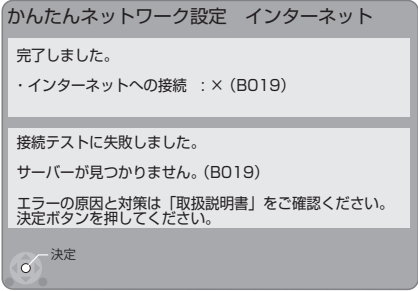 かんたんネットワーク設定　インターネット
完了しました。
・インターネットへの接続　：×（B019）
接続テストに失敗しました。
サーバーが見つかりません。（B019）
エラーの原因と対策は「取扱説明書」をご確認ください。
決定ボタンを押してください。
決定